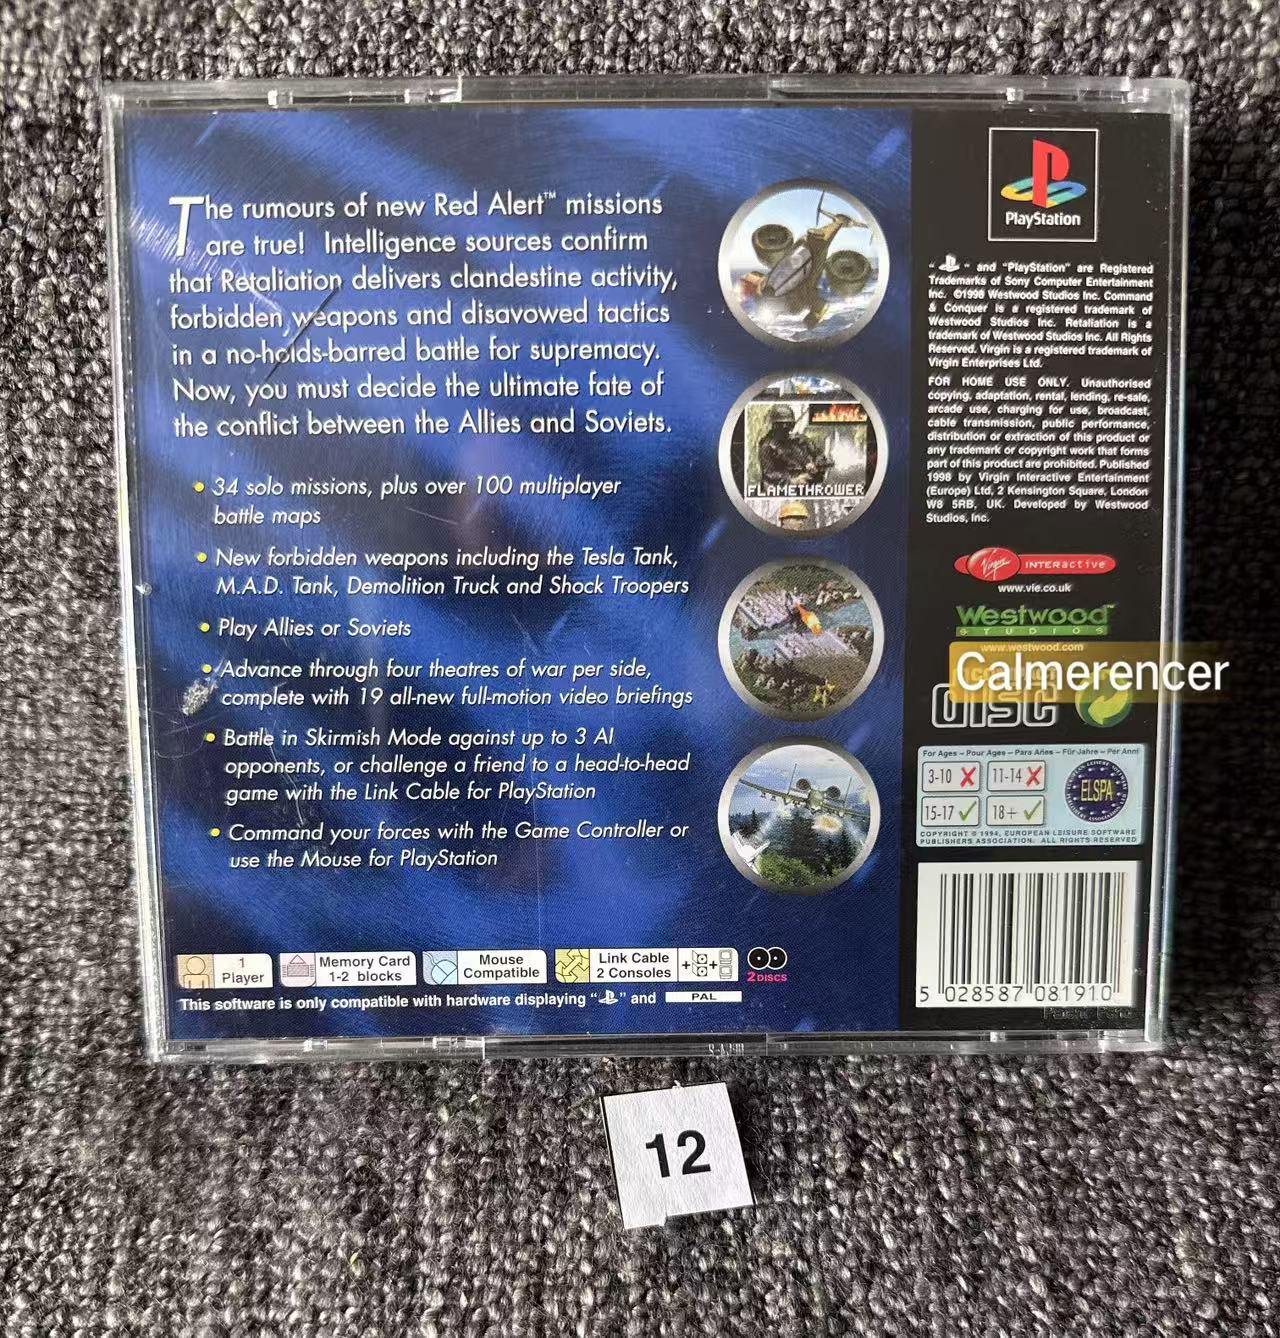 The rumours of new Red Alert™ missions
are true! Intelligence sources confirm
that Retaliation delivers clandestine activity,
forbidden weapons and disavowed tactics
in a no-holds-barred battle for supremacy.
Now, you must decide the ultimate fate of
the conflict between the Allies and Soviets.
• 34 solo missions, plus over 100 multiplayer
battle maps
• New forbidden weapons including the Tesla Tank,
M.A.D. Tank, Demolition Truck and Shock Troopers
• Play Allies or Soviets
• Advance through four theatres of war per side,
complete with 19 all-new full-motion video briefings
• Battle in Skirmish Mode against up to 3 AI
opponents, or challenge a friend to a head-to-head
game with the Link Cable for PlayStation
• Command your forces with the Game Controller or
use the Mouse for PlayStation
FLAMETHROWER
1
Player
Memory Card
1-2 blocks
Mouse
Compatible
Link Cable
2 Consoles
2 DISCS
This software is only compatible with hardware displaying “ ” and PAL
PlayStation
“ ” and “PlayStation” are Registered
Trademarks of Sony Computer Entertainment
Inc. ©1998 Westwood Studios Inc. Command
& Conquer is a registered trademark of
Westwood Studios Inc. Retaliation is a
trademark of Westwood Studios Inc. All Rights
Reserved. Virgin is a registered trademark of
Virgin Enterprises Ltd.
FOR HOME USE ONLY. Unauthorised
copying, adaptation, rental, lending, re-sale,
arcade use, charging for use, broadcast,
cable transmission, public performance,
distribution or extraction of this product or
any trademark or copyright work that forms
part of this product are prohibited. Published
1998 by Virgin Interactive Entertainment
(Europe) Ltd, 2 Kensington Square, London
W8 5RB, UK. Developed by Westwood
Studios, Inc.
Virgin INTERactive
www.vie.co.uk
Westwood™
STUDIOS
www.westwood.com
Calmerencer
disc
For Ages – Pour Ages – Para Años – Für Jahre – Per Anni
3-10 11-14
15-17 18+
ELSPA
COPYRIGHT © 1994, EUROPEAN LEISURE SOFTWARE
PUBLISHERS ASSOCIATION. ALL RIGHTS RESERVED
5 028587 081910
12